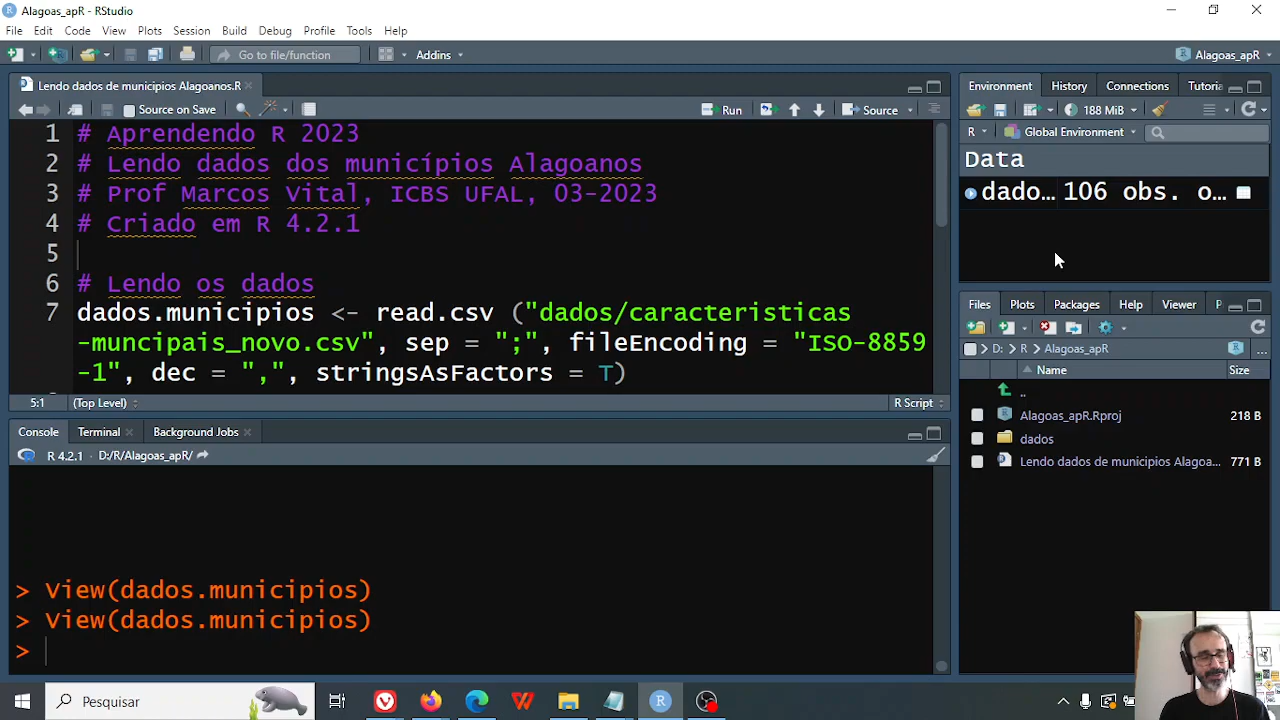 Alagoas_apR - RStudio
File Edit Code View Plots Session Build Debug Profile Tools Help
Go to file/function
Addins
Alagoas_apR
Lendo dados de municipios Alagoanos.R
Source on Save
Run
Source
1 # Aprendendo R 2023
2 # Lendo dados dos municípios Alagoanos
3 # Prof Marcos Vital, ICBS UFAL, 03-2023
4 # Criado em R 4.2.1
5
6 # Lendo os dados
7 dados.municipios <- read.csv ("dados/caracteristicas
-muncipais_novo.csv", sep = ";", fileEncoding = "ISO-8859
-1", dec = ",", stringsAsFactors = T)
5:1 (Top Level) R Script
Console Terminal Background Jobs
R 4.2.1 · D:/R/Alagoas_apR/
> View(dados.municipios)
> View(dados.municipios)
>
Environment History Connections Tutoria
188 MiB
R Global Environment
Data
dado… 106 obs. o…
Files Plots Packages Help Viewer P
D: R Alagoas_apR
Name Size
..
Alagoas_apR.Rproj 218 B
dados
Lendo dados de municipios Alagoa... 771 B
Pesquisar